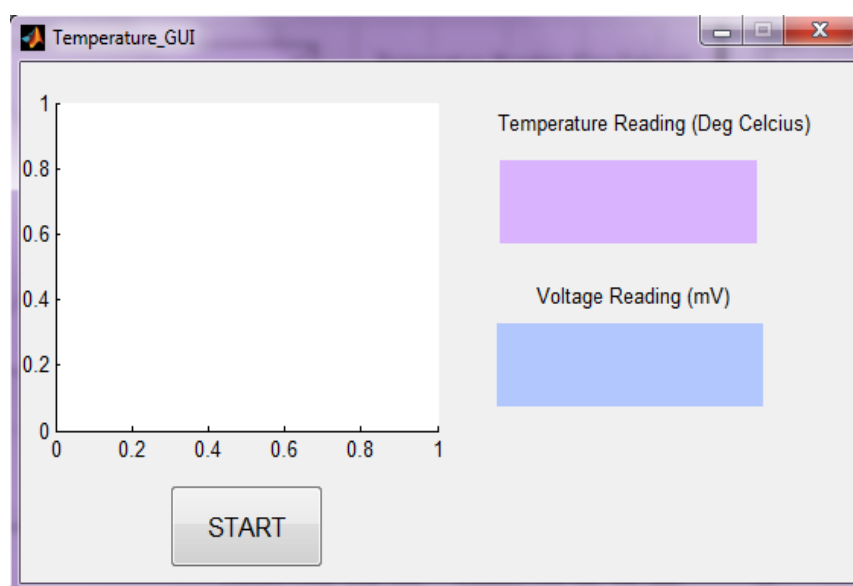 Temperature_GUI
1
0.8
0.6
0.4
0.2
0
0 0.2 0.4 0.6 0.8 1
START
Temperature Reading (Deg Celcius)
Voltage Reading (mV)